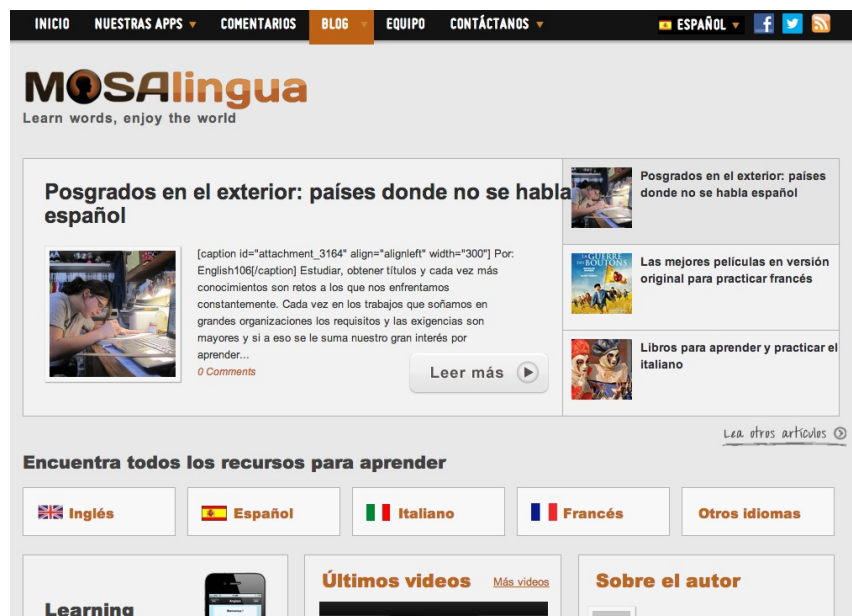 INICIO NUESTRAS APPS COMENTARIOS BLOG EQUIPO CONTÁCTANOS ESPAÑOL
MOSAlingua
Learn words, enjoy the world
Posgrados en el exterior: países donde no se habla
español
[caption id="attachment_3164" align="alignleft" width="300"] Por:
English106[/caption] Estudiar, obtener títulos y cada vez más
conocimientos son retos a los que nos enfrentamos
constantemente. Cada vez en los trabajos que soñamos en
grandes organizaciones los requisitos y las exigencias son
mayores y si a eso se le suma nuestro gran interés por
aprender...
0 Comments
Leer más
Posgrados en el exterior: países
donde no se habla español
LA GUERRE
DES BOUTONS
Las mejores películas en versión
original para practicar francés
Libros para aprender y practicar el
italiano
Lea otros artículos
Encuentra todos los recursos para aprender
Inglés
Español
Italiano
Francés
Otros idiomas
Learning
Últimos videos
Más videos
Sobre el autor